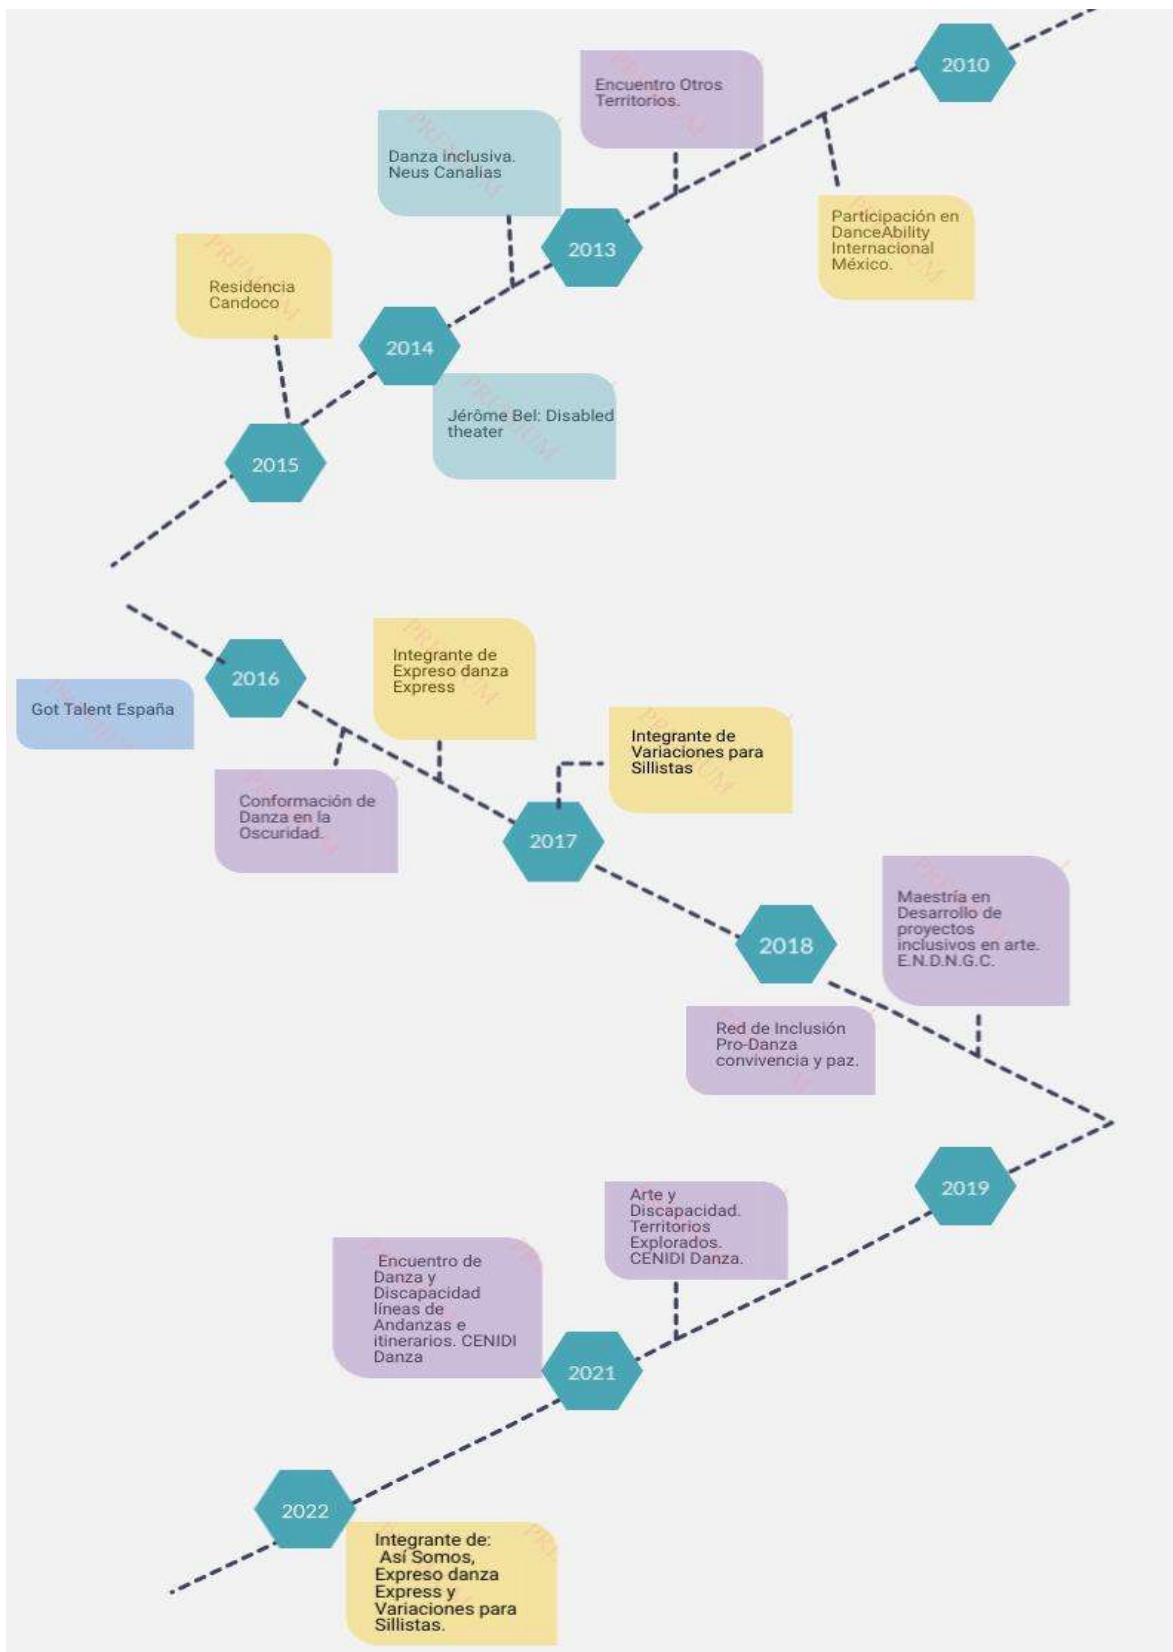 2010
Encuentro Otros
Territorios.
Participación en
DanceAbility
Internacional
México.
Danza inclusiva.
Neus Canalias
2013
Residencia
Candoco
2014
Jérôme Bel: Disabled
theater
2015
2016
Got Talent España
Integrante de
Expreso danza
Express
Conformación de
Danza en la
Oscuridad.
Integrante de
Variaciones para
Sillistas
2017
2018
Maestría en
Desarrollo de
proyectos
inclusivos en arte.
E.N.D.N.G.C.
Red de Inclusión
Pro-Danza
convivencia y paz.
2019
Arte y
Discapacidad.
Territorios
Explorados.
CENIDI Danza.
Encuentro de
Danza y
Discapacidad
líneas de
Andanzas e
itinerarios. CENIDI
Danza
2021
2022
Integrante de:
Así Somos,
Expreso danza
Express y
Variaciones para
Sillistas.